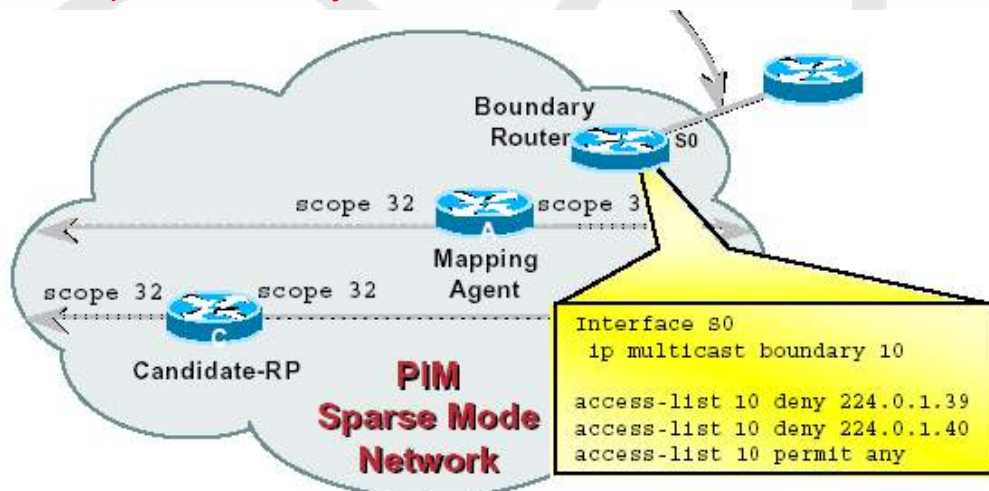 Boundary
Router
S0
scope 32
scope 3
A
Mapping
Agent
scope 32
scope 32
C
Candidate-RP
PIM
Sparse Mode
Network
Interface S0
ip multicast boundary 10
access-list 10 deny 224.0.1.39
access-list 10 deny 224.0.1.40
access-list 10 permit any